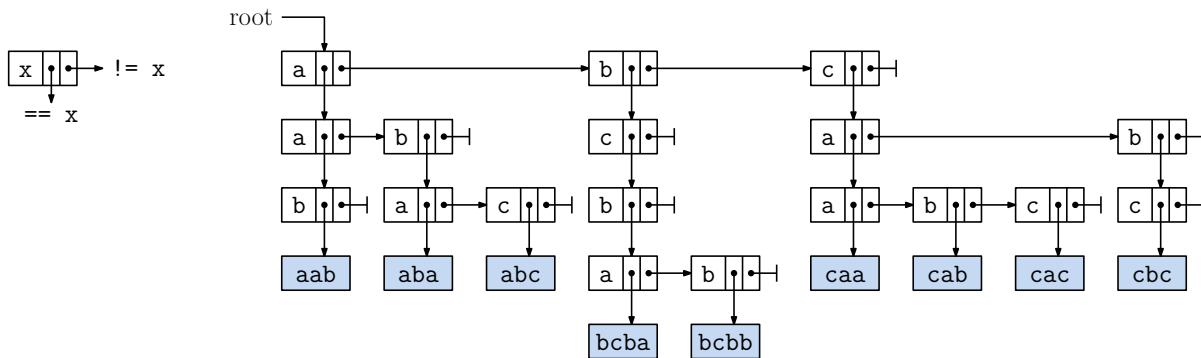 root
x != x
== x
a b c
a b c a b
b a c b a b c c
aab aba abc a b caa cab cac cbc
bcba bcbb